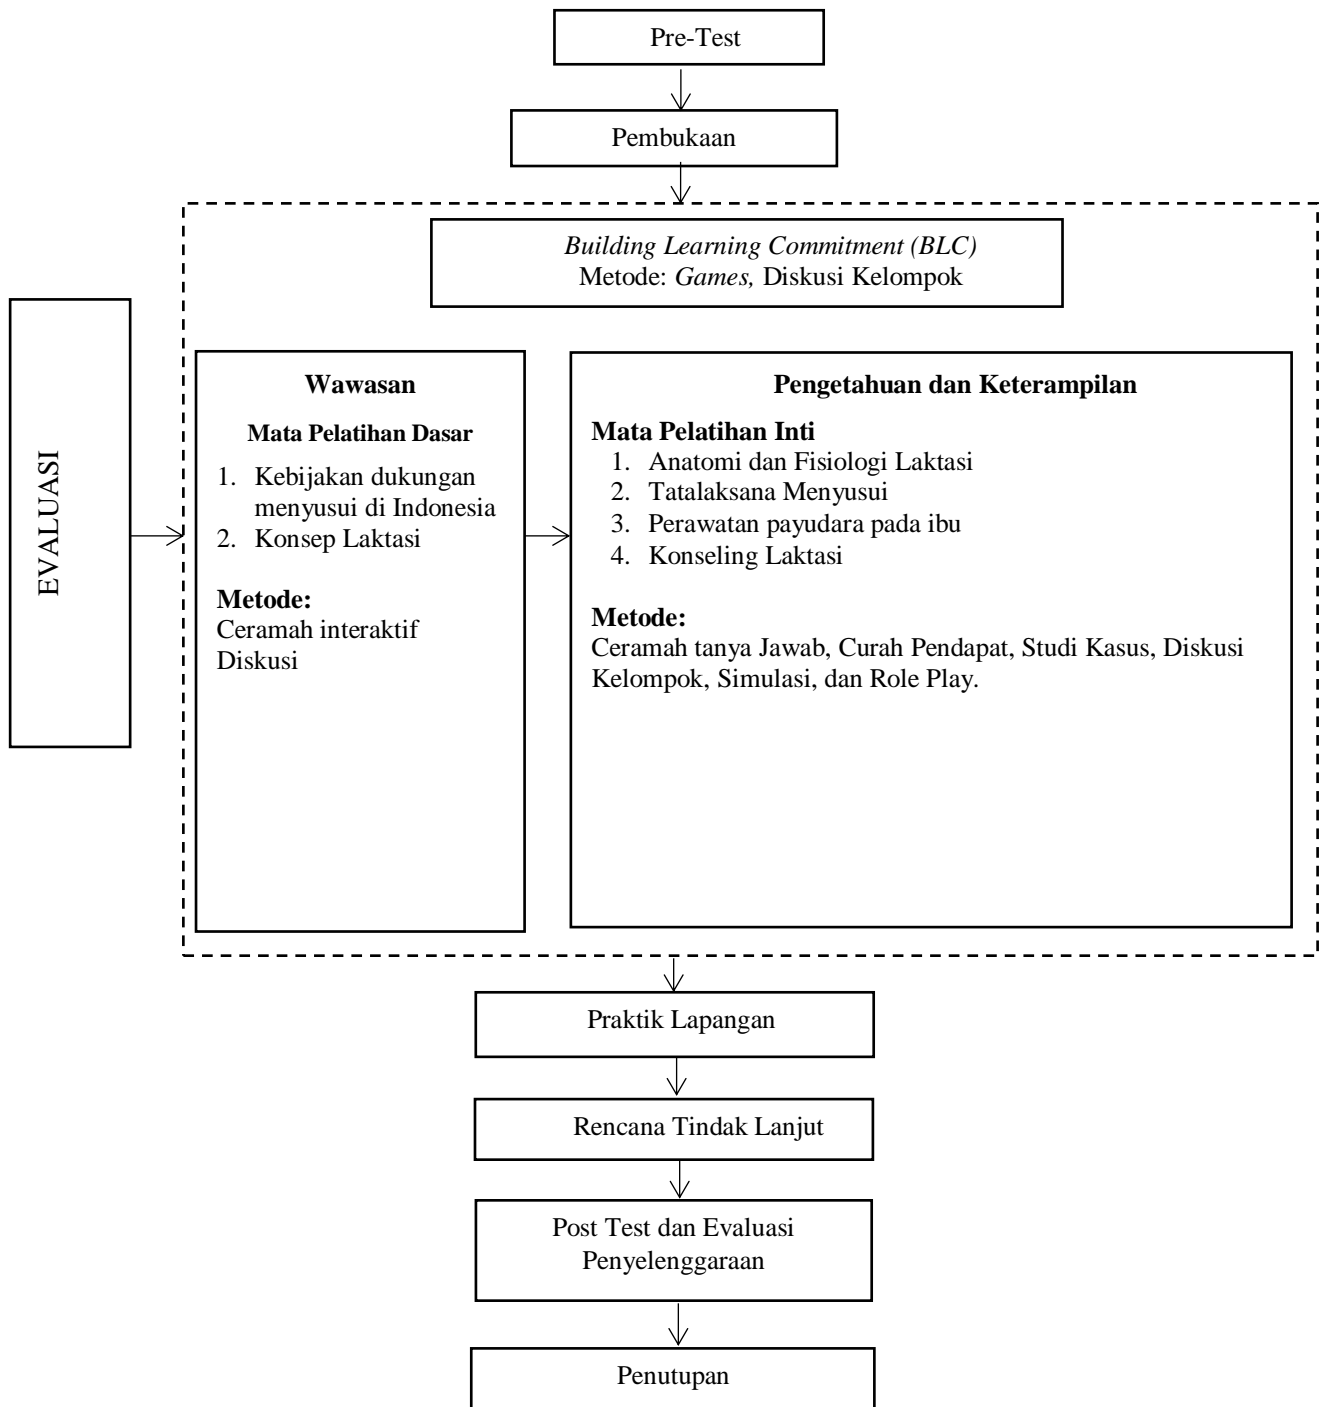 Pre-Test
Pembukaan
Building Learning Commitment (BLC)
Metode: Games, Diskusi Kelompok
EVALUASI
Wawasan
Mata Pelatihan Dasar
1. Kebijakan dukungan
menyusui di Indonesia
2. Konsep Laktasi
Metode:
Ceramah interaktif
Diskusi
Pengetahuan dan Keterampilan
Mata Pelatihan Inti
1. Anatomi dan Fisiologi Laktasi
2. Tatalaksana Menyusui
3. Perawatan payudara pada ibu
4. Konseling Laktasi
Metode:
Ceramah tanya Jawab, Curah Pendapat, Studi Kasus, Diskusi
Kelompok, Simulasi, dan Role Play.
Praktik Lapangan
Rencana Tindak Lanjut
Post Test dan Evaluasi
Penyelenggaraan
Penutupan